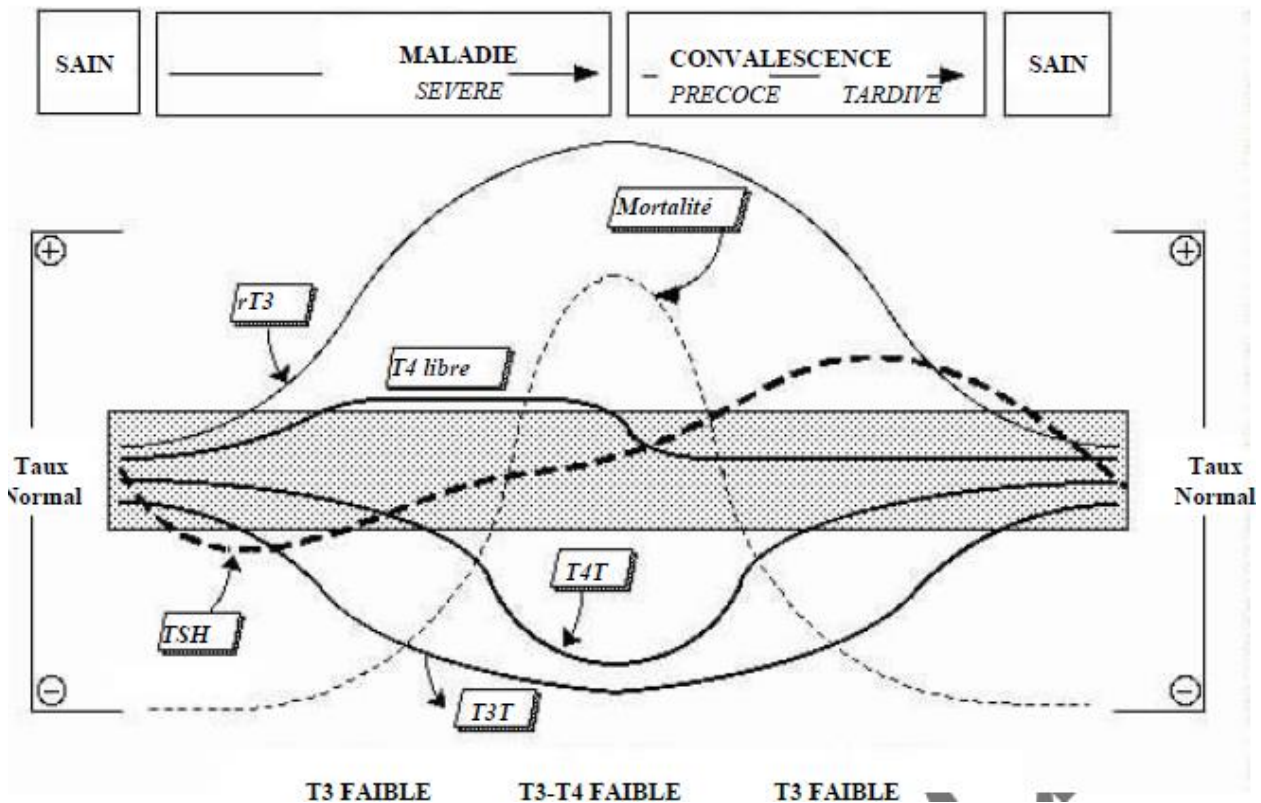 SAIN
MALADIE
SEVERE
CONVALESCENCE
PRECOCE TARDIVE
SAIN
Mortalité
+
+
rT3
T4 libre
Taux
Normal
Taux
Normal
T4T
TSH
-
-
T3T
T3 FAIBLE T3-T4 FAIBLE T3 FAIBLE